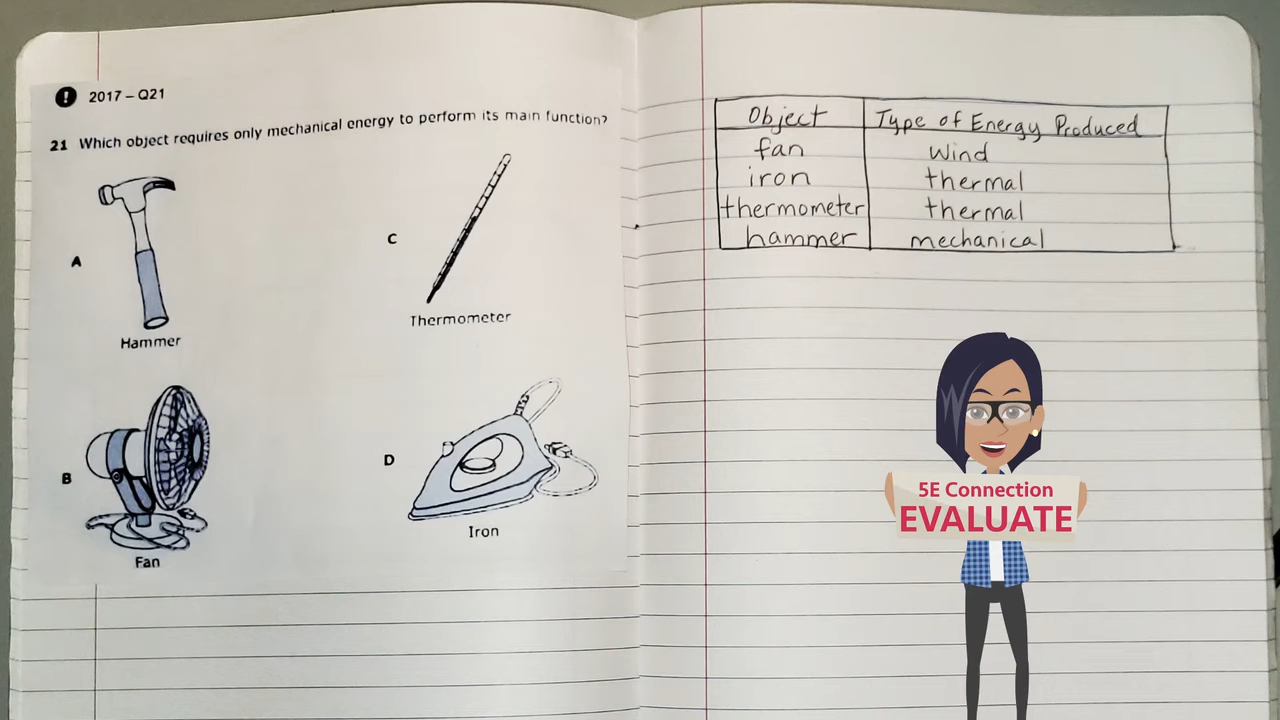 ! 2017 – Q21
21 Which object requires only mechanical energy to perform its main function?
A
Hammer
C
Thermometer
B
Fan
D
Iron
Object Type of Energy Produced
fan wind
iron thermal
thermometer thermal
hammer mechanical
5E Connection
EVALUATE